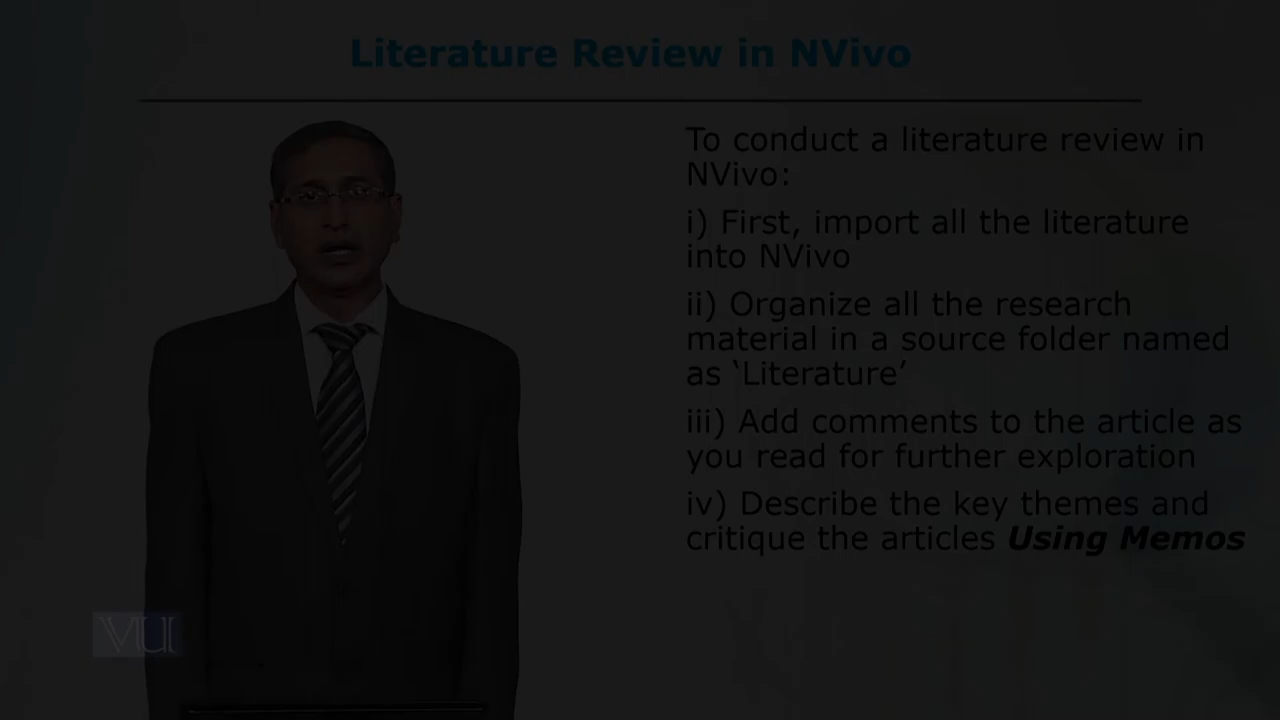 Literature Review in NVivo
To conduct a literature review in
NVivo:
i) First, import all the literature
into NVivo
ii) Organize all the research
material in a source folder named
as ‘Literature’
iii) Add comments to the article as
you read for further exploration
iv) Describe the key themes and
critique the articles Using Memos
VU